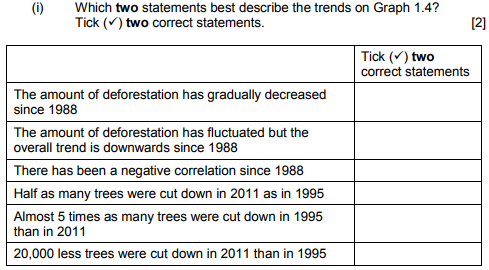 (i) Which two statements best describe the trends on Graph 1.4?
Tick (✓) two correct statements. [2]
Tick (✓) two
correct statements
The amount of deforestation has gradually decreased
since 1988
The amount of deforestation has fluctuated but the
overall trend is downwards since 1988
There has been a negative correlation since 1988
Half as many trees were cut down in 2011 as in 1995
Almost 5 times as many trees were cut down in 1995
than in 2011
20,000 less trees were cut down in 2011 than in 1995